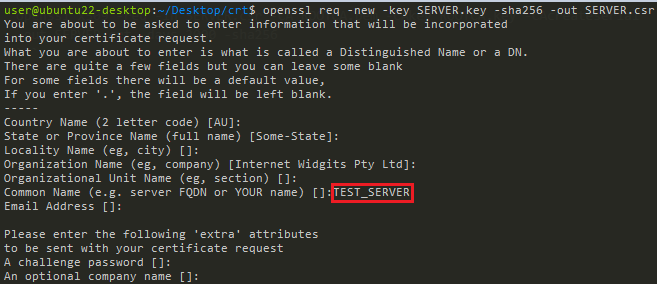 user@ubuntu22-desktop:~/Desktop/crt$ openssl req -new -key SERVER.key -sha256 -out SERVER.csr
You are about to be asked to enter information that will be incorporated
into your certificate request.
What you are about to enter is what is called a Distinguished Name or a DN.
There are quite a few fields but you can leave some blank
For some fields there will be a default value,
If you enter '.', the field will be left blank.
-----
Country Name (2 letter code) [AU]:
State or Province Name (full name) [Some-State]:
Locality Name (eg, city) []:
Organization Name (eg, company) [Internet Widgits Pty Ltd]:
Organizational Unit Name (eg, section) []:
Common Name (e.g. server FQDN or YOUR name) []:TEST_SERVER
Email Address []:

Please enter the following 'extra' attributes
to be sent with your certificate request
A challenge password []:
An optional company name []: